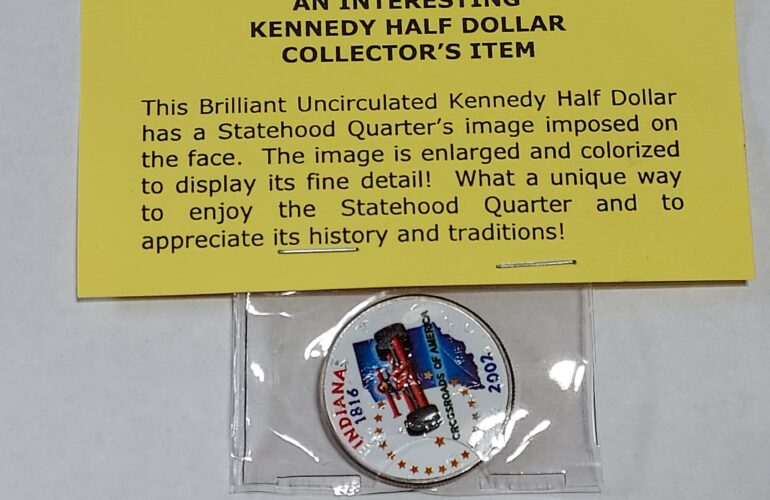 AN INTERESTING
KENNEDY HALF DOLLAR
COLLECTOR'S ITEM
This Brilliant Uncirculated Kennedy Half Dollar
has a Statehood Quarter's image imposed on
the face. The image is enlarged and colorized
to display its fine detail! What a unique way
to enjoy the Statehood Quarter and to
appreciate its history and traditions!
INDIANA
1816
CROSSROADS OF AMERICA
2002